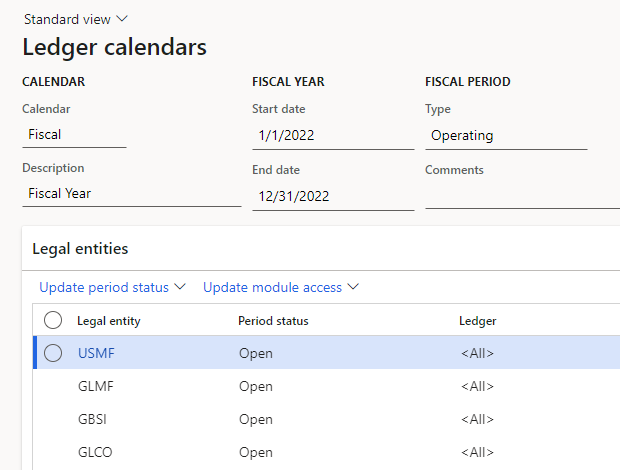 Standard view
Ledger calendars
CALENDAR FISCAL YEAR FISCAL PERIOD
Calendar Start date Type
Fiscal 1/1/2022 Operating
Description End date Comments
Fiscal Year 12/31/2022
Legal entities
Update period status Update module access
Legal entity Period status Ledger
USMF Open <All>
GLMF Open <All>
GBSI Open <All>
GLCO Open <All>